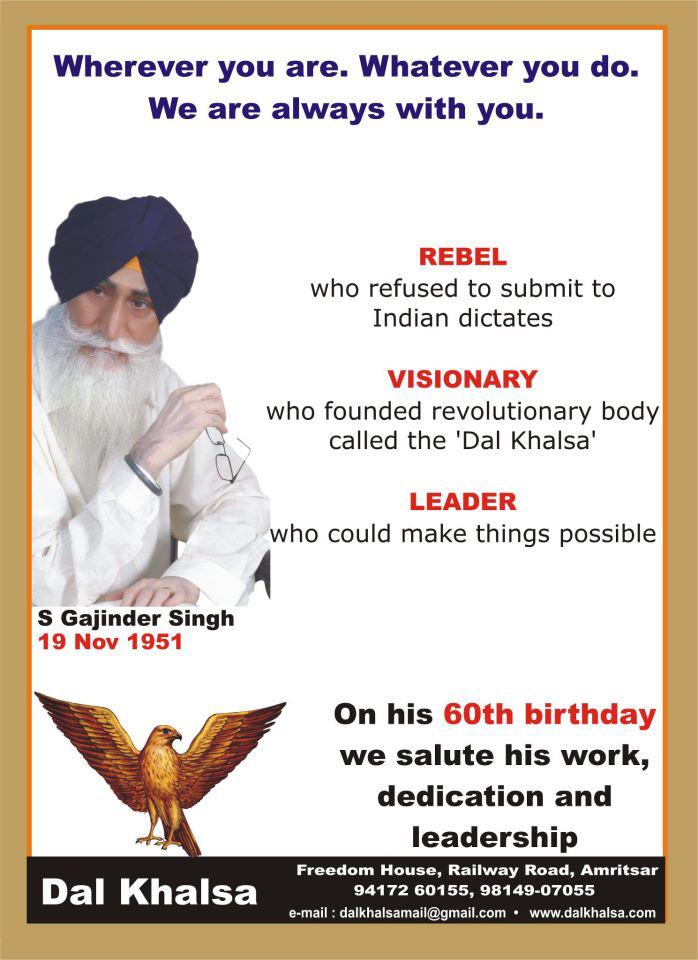 Wherever you are. Whatever you do.
We are always with you.
REBEL
who refused to submit to
Indian dictates
VISIONARY
who founded revolutionary body
called the 'Dal Khalsa'
LEADER
who could make things possible
S Gajinder Singh
19 Nov 1951
On his 60th birthday
we salute his work,
dedication and
leadership
Dal Khalsa
Freedom House, Railway Road, Amritsar
94172 60155, 98149-07055
e-mail : dalkhalsamail@gmail.com • www.dalkhalsa.com